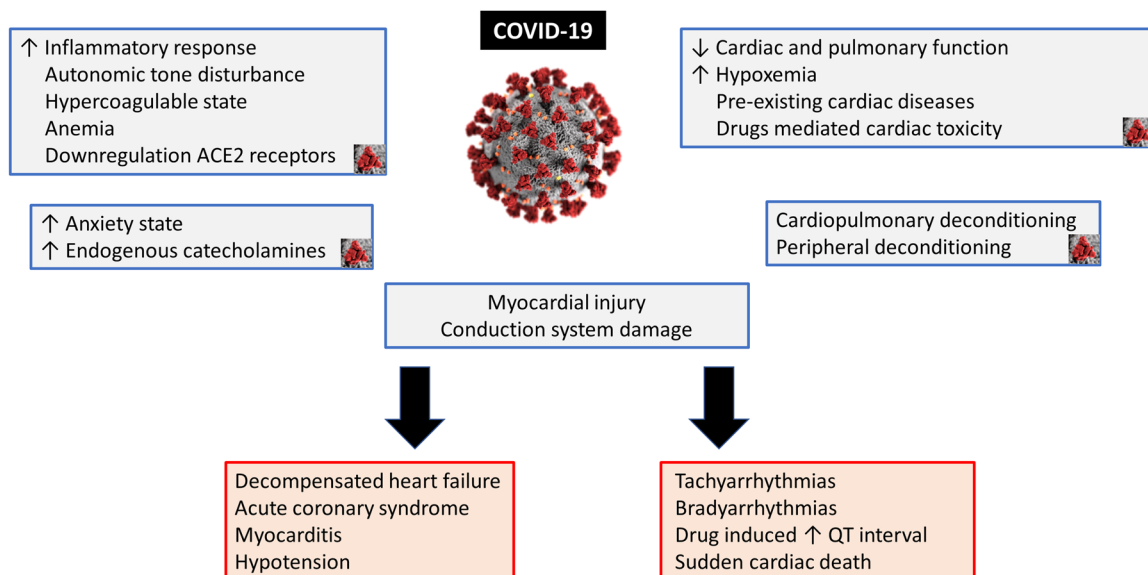 COVID-19
↑ Inflammatory response
Autonomic tone disturbance
Hypercoagulable state
Anemia
Downregulation ACE2 receptors
↓ Cardiac and pulmonary function
↑ Hypoxemia
Pre-existing cardiac diseases
Drugs mediated cardiac toxicity
↑ Anxiety state
↑ Endogenous catecholamines
Cardiopulmonary deconditioning
Peripheral deconditioning
Myocardial injury
Conduction system damage
Decompensated heart failure
Acute coronary syndrome
Myocarditis
Hypotension
Tachyarrhythmias
Bradyarrhythmias
Drug induced ↑ QT interval
Sudden cardiac death